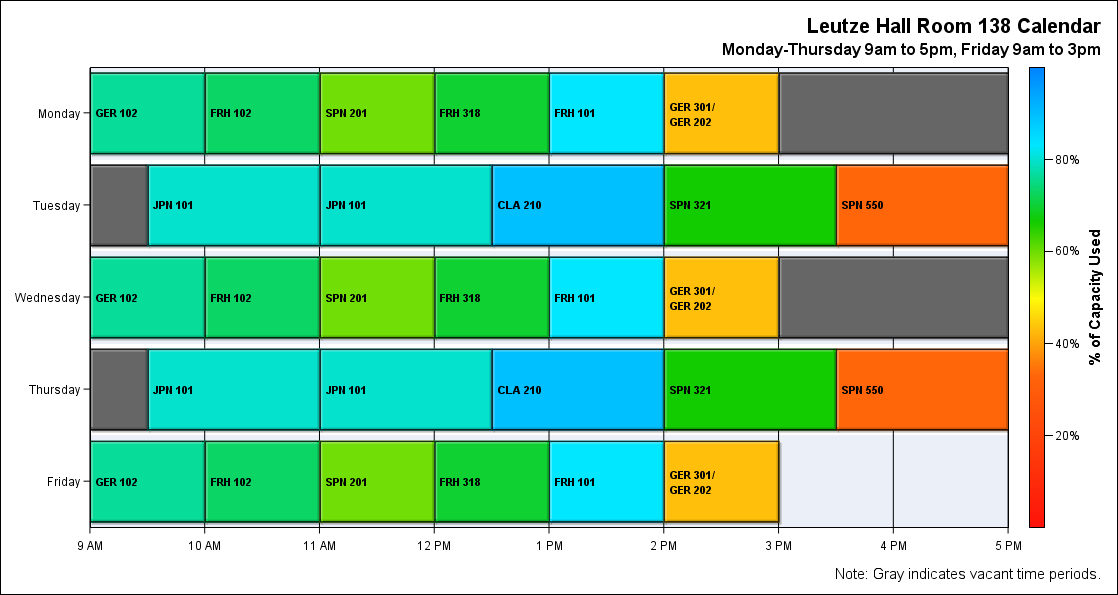 Leutze Hall Room 138 Calendar
Monday-Thursday 9am to 5pm, Friday 9am to 3pm
Monday
GER 102
FRH 102
SPN 201
FRH 318
FRH 101
GER 301/
GER 202
Tuesday
JPN 101
JPN 101
CLA 210
SPN 321
SPN 550
Wednesday
GER 102
FRH 102
SPN 201
FRH 318
FRH 101
GER 301/
GER 202
Thursday
JPN 101
JPN 101
CLA 210
SPN 321
SPN 550
Friday
GER 102
FRH 102
SPN 201
FRH 318
FRH 101
GER 301/
GER 202
9 AM
10 AM
11 AM
12 PM
1 PM
2 PM
3 PM
4 PM
5 PM
80%
60%
40%
20%
% of Capacity Used
Note: Gray indicates vacant time periods.